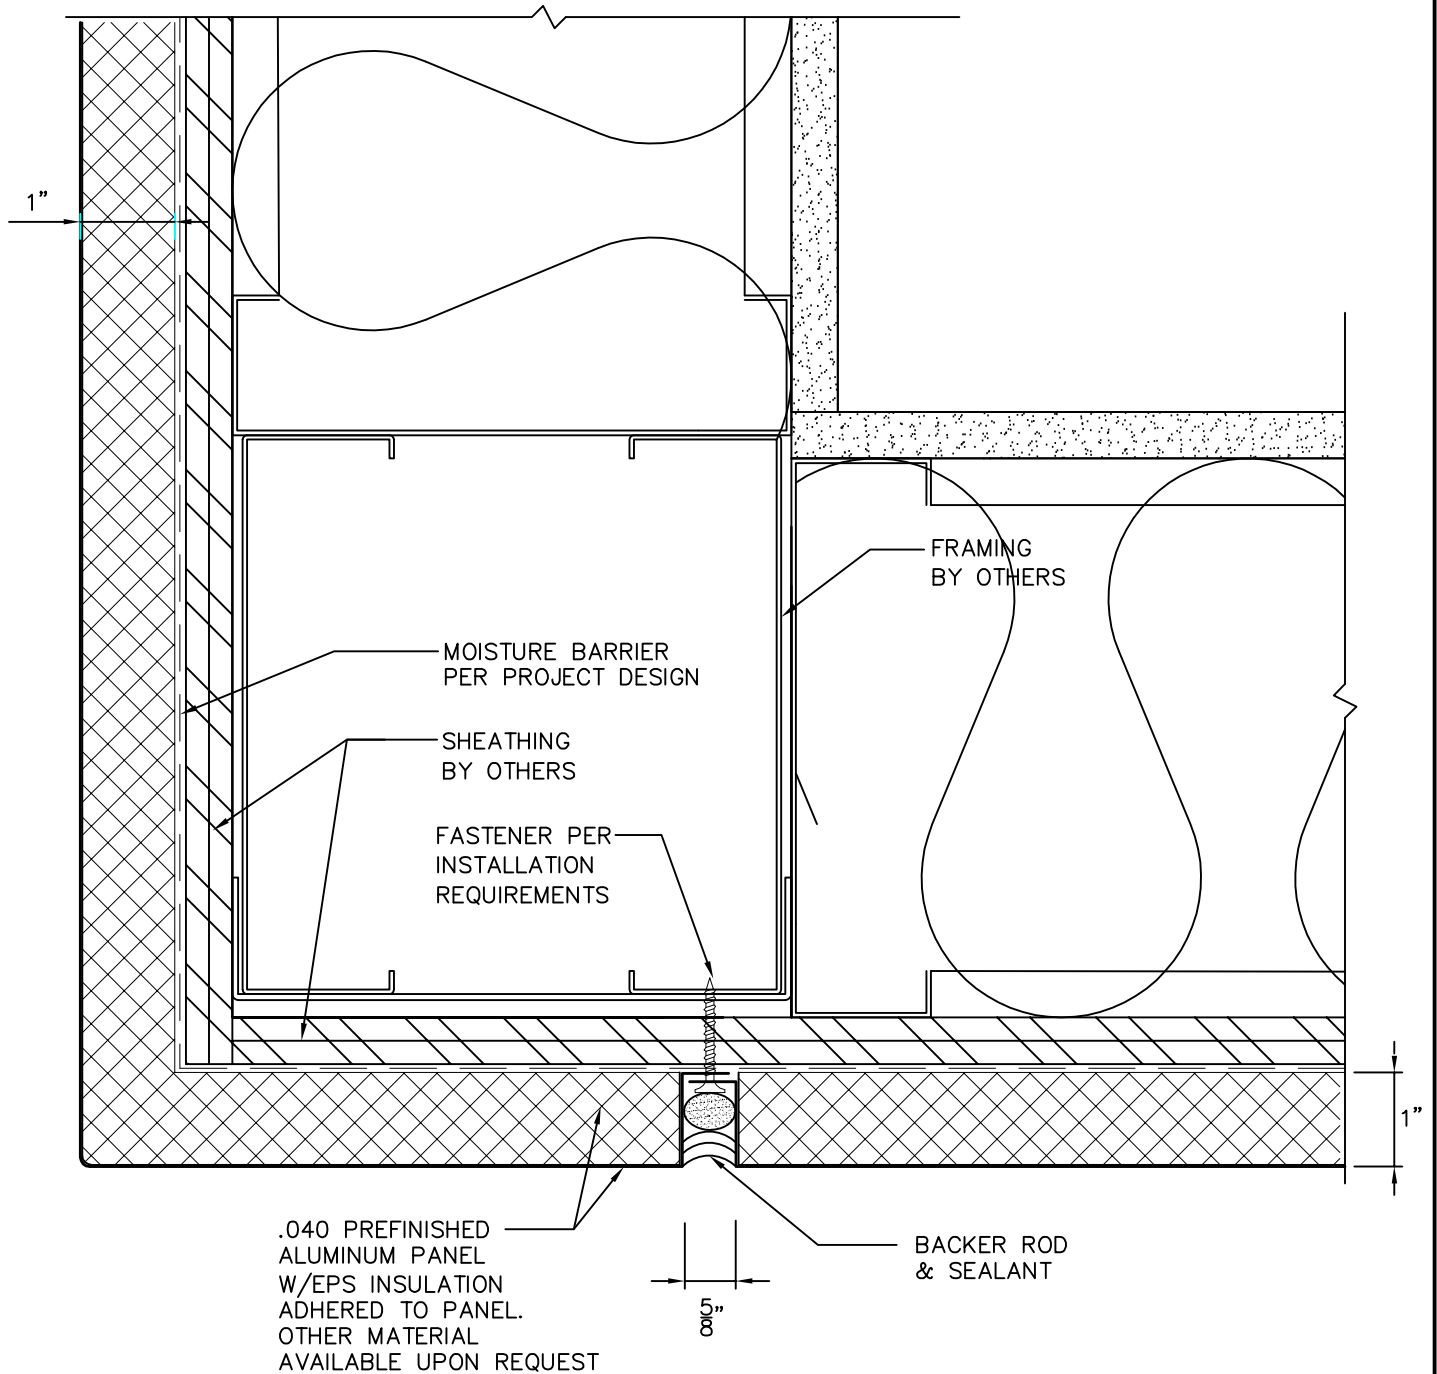 1"
FRAMING
BY OTHERS
MOISTURE BARRIER
PER PROJECT DESIGN
SHEATHING
BY OTHERS
FASTENER PER
INSTALLATION
REQUIREMENTS
1"
.040 PREFINISHED
ALUMINUM PANEL
W/EPS INSULATION
ADHERED TO PANEL.
OTHER MATERIAL
AVAILABLE UPON REQUEST
5/8"
BACKER ROD
& SEALANT